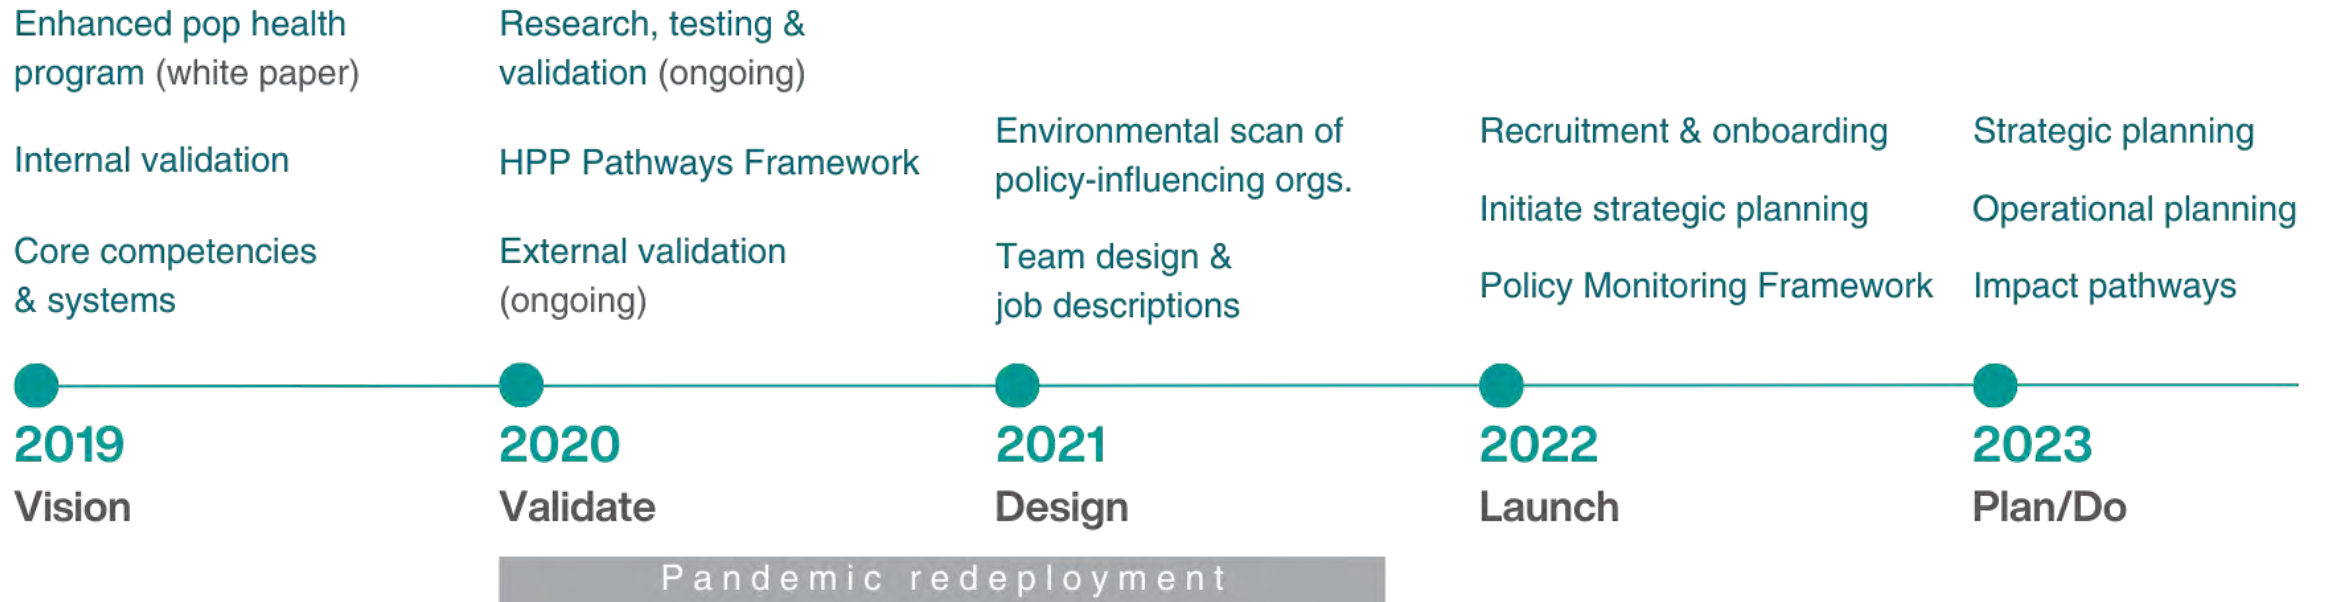 Enhanced pop health
program (white paper)
Internal validation
Core competencies
& systems
2019
Vision
Research, testing &
validation (ongoing)
HPP Pathways Framework
External validation
(ongoing)
2020
Validate
Environmental scan of
policy-influencing orgs.
Team design &
job descriptions
2021
Design
Recruitment & onboarding
Initiate strategic planning
Policy Monitoring Framework
2022
Launch
Strategic planning
Operational planning
Impact pathways
2023
Plan/Do
Pandemic redeployment